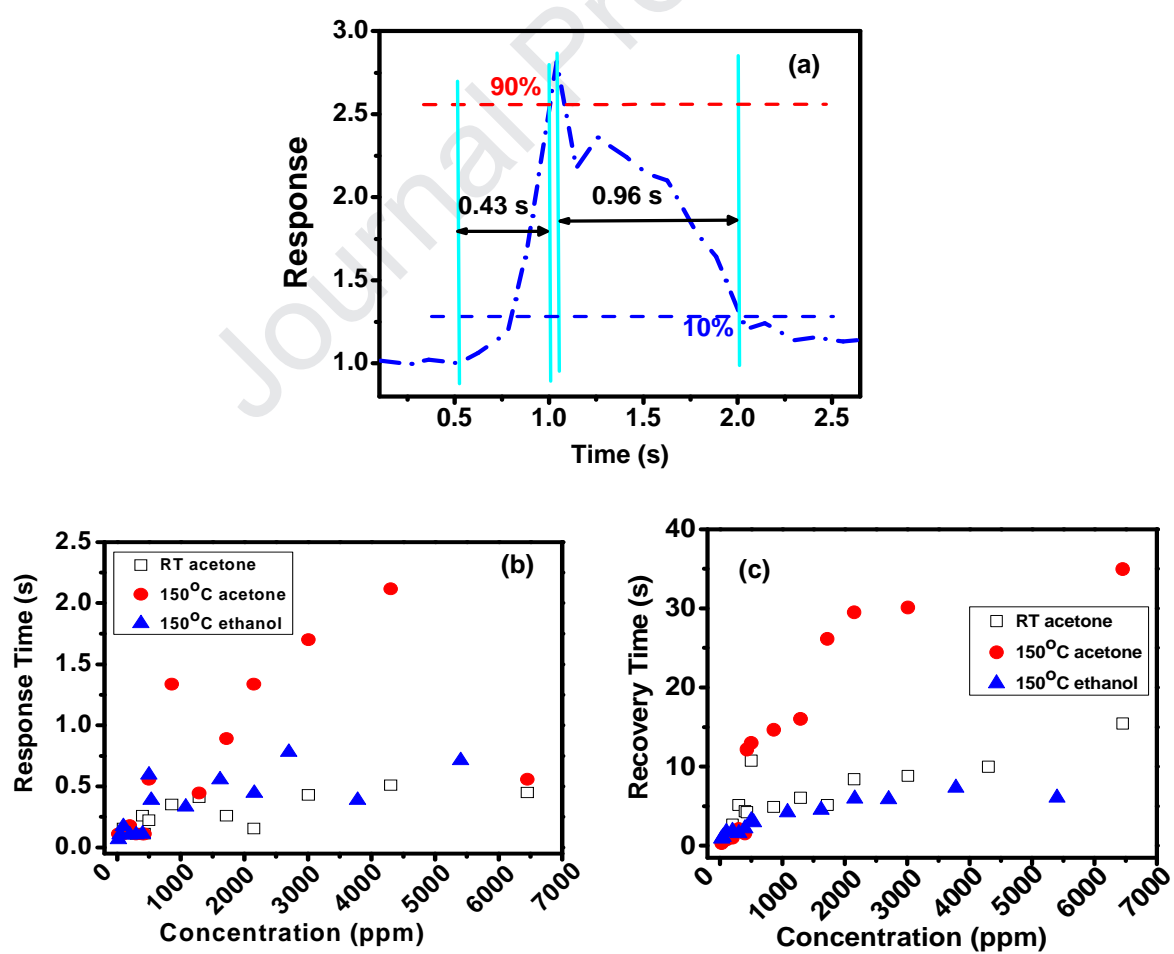 Journal Pre
(a)
3.0
2.5
2.0
1.5
1.0
Response
90%
0.43 s
0.96 s
10%
0.5 1.0 1.5 2.0 2.5
Time (s)
(b)
2.5
2.0
1.5
1.0
0.5
0.0
Response Time (s)
RT acetone
150°C acetone
150°C ethanol
0 1000 2000 3000 4000 5000 6000 7000
Concentration (ppm)
(c)
40
30
20
10
0
Recovery Time (s)
RT acetone
150°C acetone
150°C ethanol
0 1000 2000 3000 4000 5000 6000 7000
Concentration (ppm)